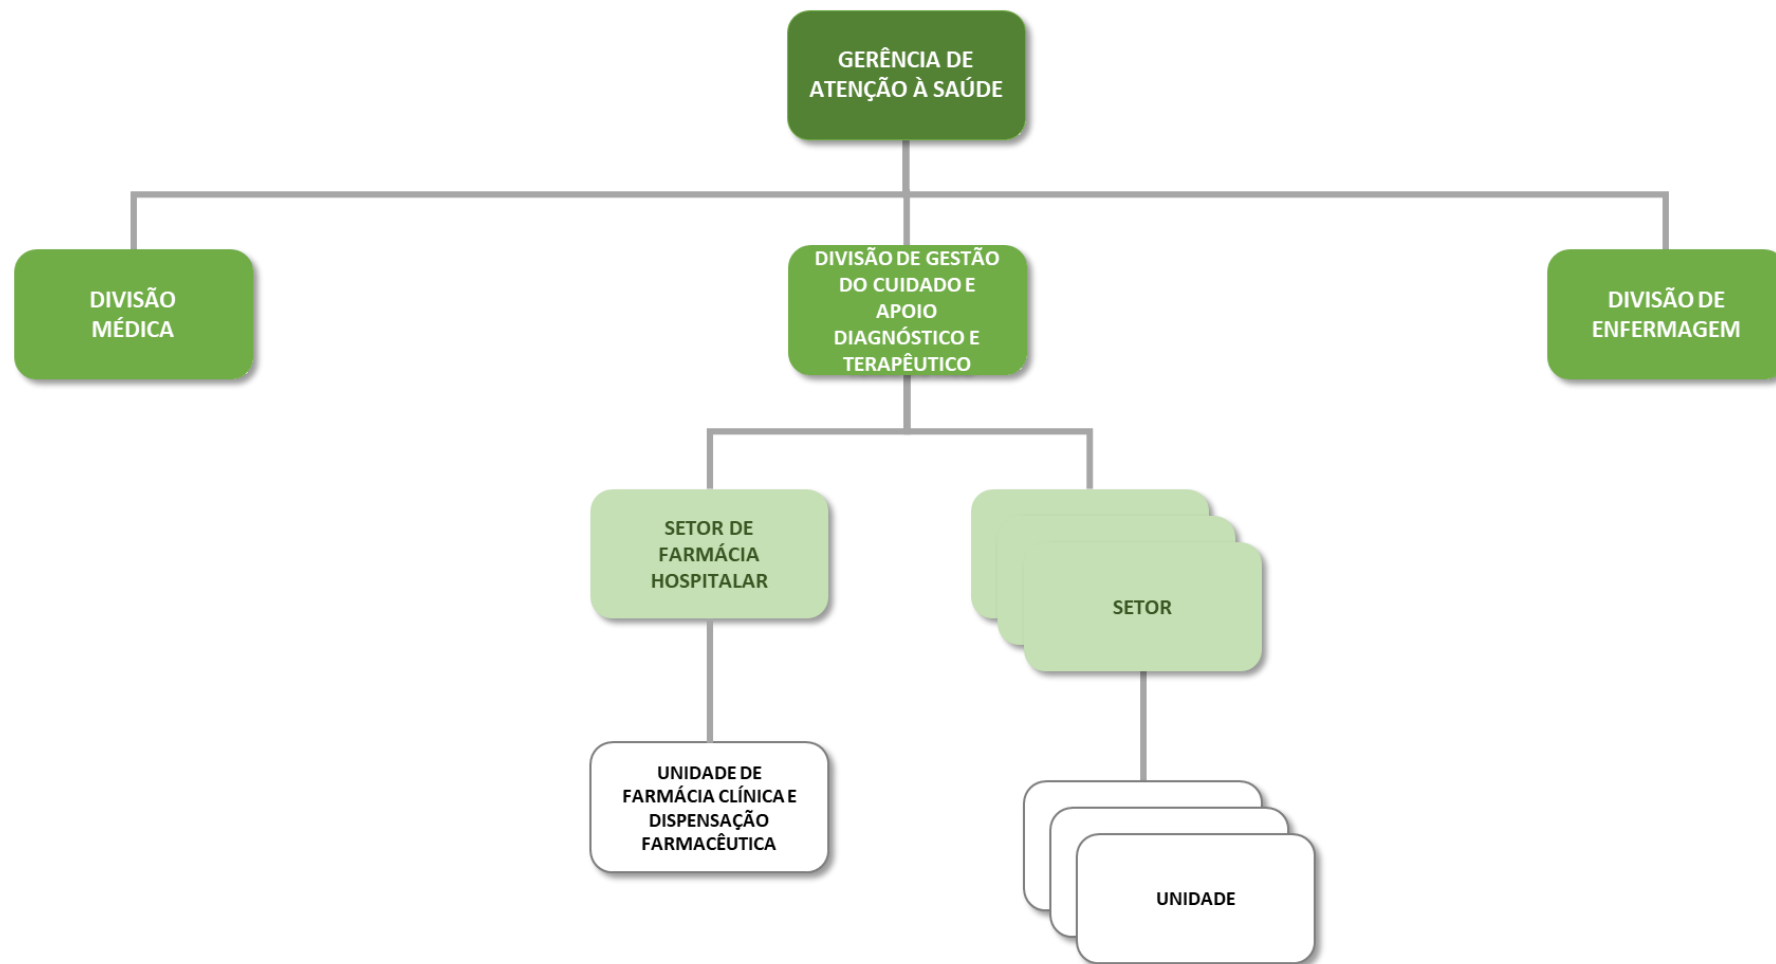 GERÊNCIA DE
ATENÇÃO À SAÚDE
DIVISÃO
MÉDICA
DIVISÃO DE GESTÃO
DO CUIDADO E
APOIO
DIAGNÓSTICO E
TERAPÊUTICO
DIVISÃO DE
ENFERMAGEM
SETOR DE
FARMÁCIA
HOSPITALAR
SETOR
UNIDADE DE
FARMÁCIA CLÍNICA E
DISPENSAÇÃO
FARMACÊUTICA
UNIDADE